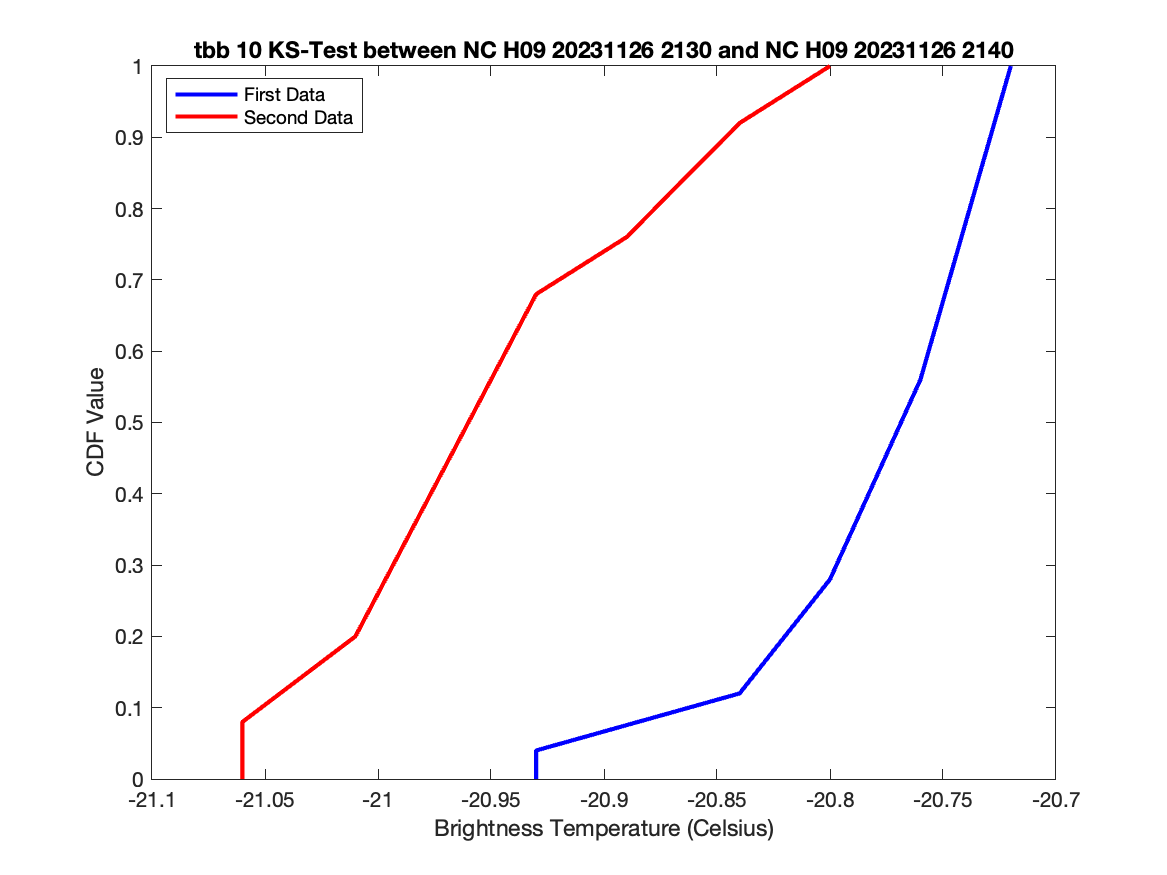 tbb 10 KS-Test between NC H09 20231126 2130 and NC H09 20231126 2140
First Data
Second Data
1
0.9
0.8
0.7
0.6
0.5
0.4
0.3
0.2
0.1
0
CDF Value
-21.1 -21.05 -21 -20.95 -20.9 -20.85 -20.8 -20.75 -20.7
Brightness Temperature (Celsius)